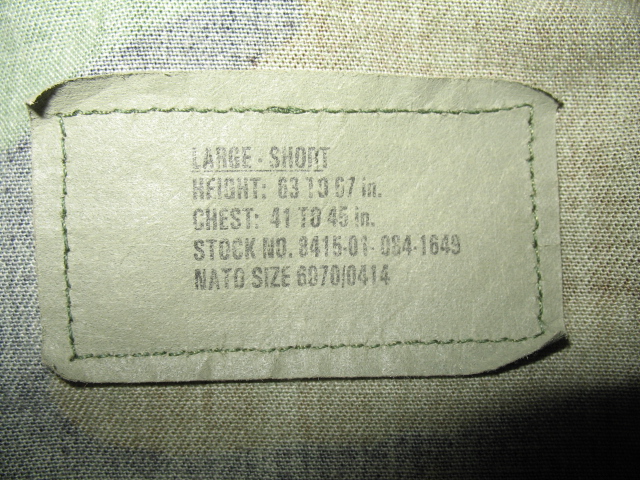 LARGE - SHORT
HEIGHT: 63 TO 67 in.
CHEST: 41 TO 45 in.
STOCK NO. 8415-01-084-1649
NATO SIZE 6070/0414